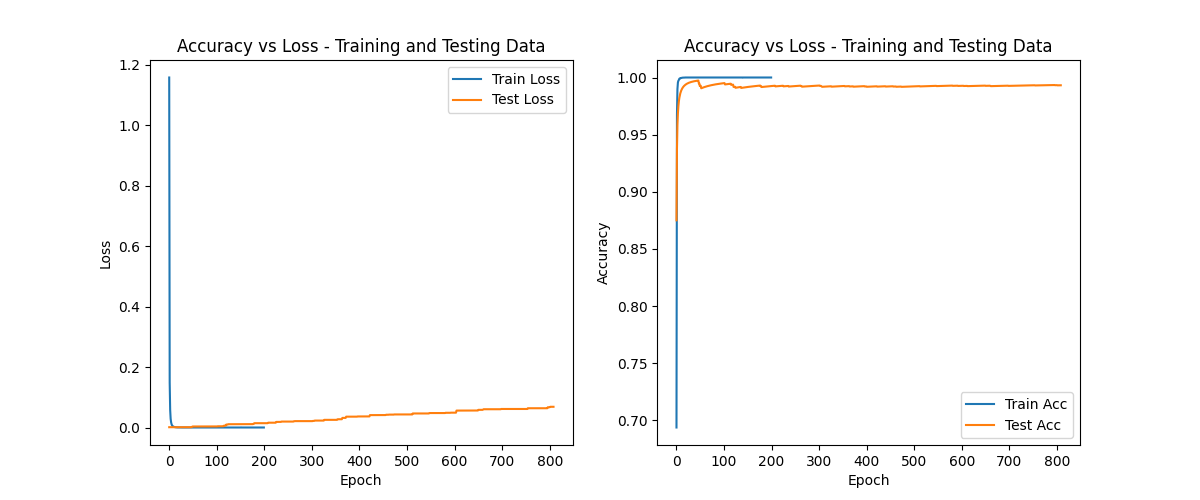 Accuracy vs Loss - Training and Testing Data
1.2
1.0
0.8
0.6
0.4
0.2
0.0
Loss
Train Loss
Test Loss
0 100 200 300 400 500 600 700 800
Epoch
Accuracy vs Loss - Training and Testing Data
1.00
0.95
0.90
0.85
0.80
0.75
0.70
Accuracy
Train Acc
Test Acc
0 100 200 300 400 500 600 700 800
Epoch